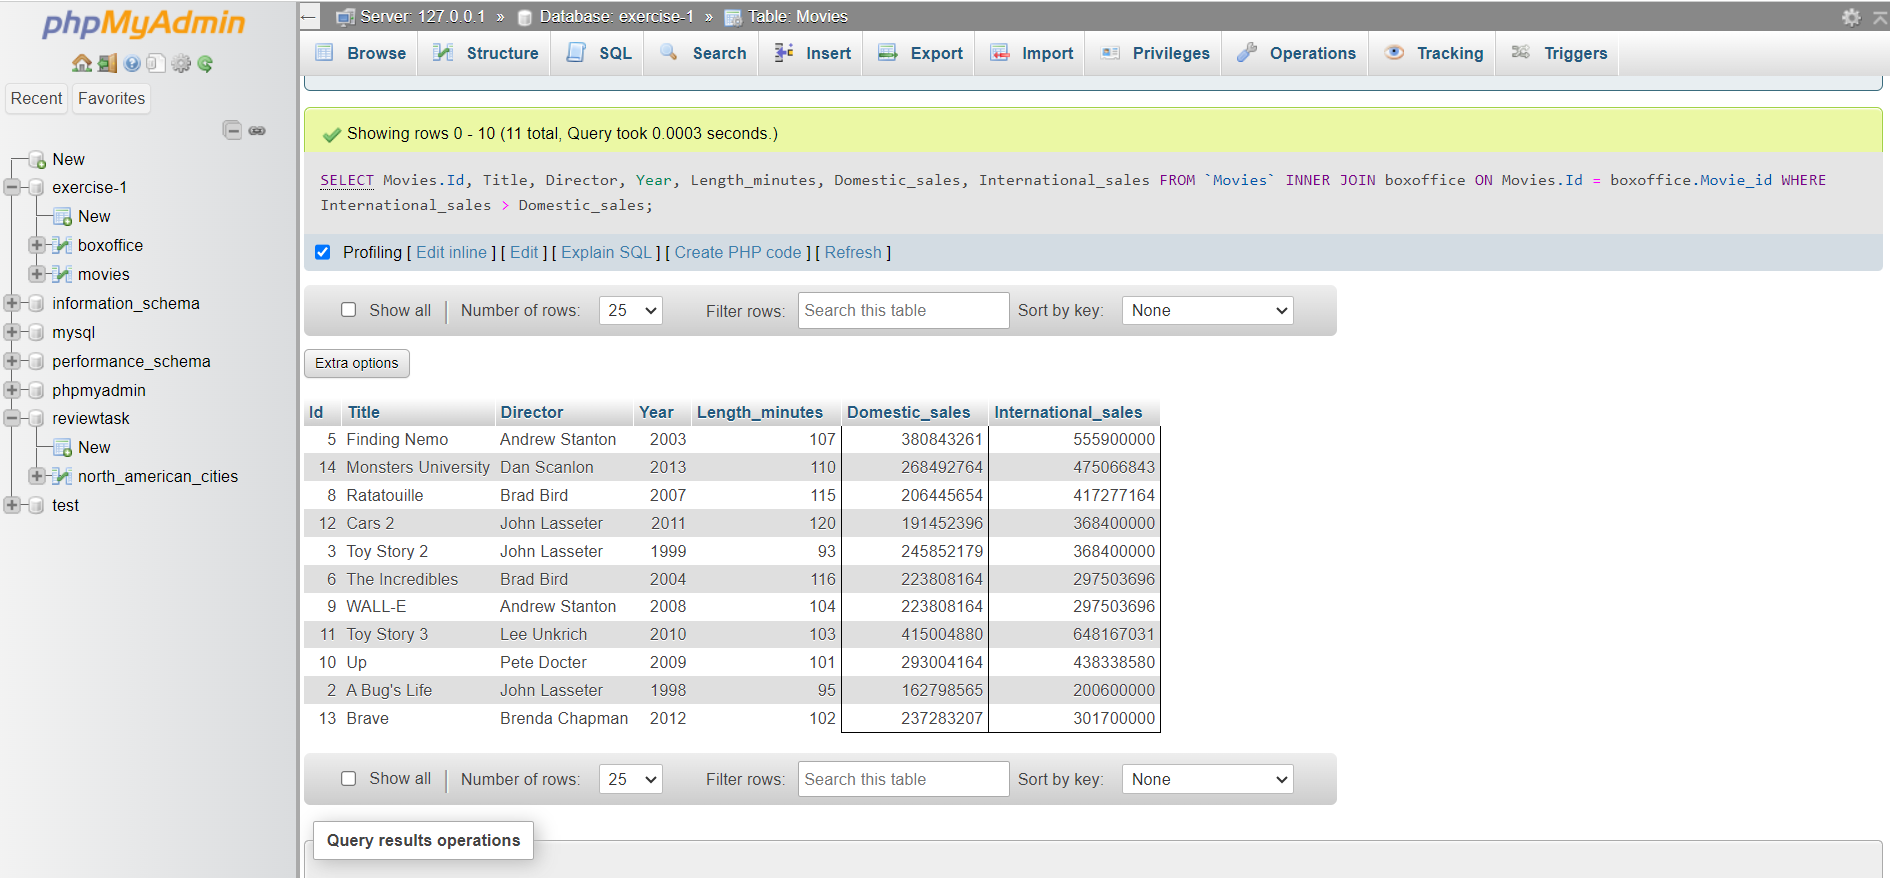 phpMyAdmin
Recent Favorites
New
exercise-1
New
boxoffice
movies
information_schema
mysql
performance_schema
phpmyadmin
reviewtask
New
north_american_cities
test
Server: 127.0.0.1 » Database: exercise-1 » Table: Movies
Browse Structure SQL Search Insert Export Import Privileges Operations Tracking Triggers
Showing rows 0 - 10 (11 total, Query took 0.0003 seconds.)
SELECT Movies.Id, Title, Director, Year, Length_minutes, Domestic_sales, International_sales FROM `Movies` INNER JOIN boxoffice ON Movies.Id = boxoffice.Movie_id WHERE
International_sales > Domestic_sales;
Profiling [ Edit inline ] [ Edit ] [ Explain SQL ] [ Create PHP code ] [ Refresh ]
Show all Number of rows: 25 Filter rows: Search this table Sort by key: None
Extra options
Id Title Director Year Length_minutes Domestic_sales International_sales
5 Finding Nemo Andrew Stanton 2003 107 380843261 555900000
14 Monsters University Dan Scanlon 2013 110 268492764 475066843
8 Ratatouille Brad Bird 2007 115 206445654 417277164
12 Cars 2 John Lasseter 2011 120 191452396 368400000
3 Toy Story 2 John Lasseter 1999 93 245852179 368400000
6 The Incredibles Brad Bird 2004 116 223808164 297503696
9 WALL-E Andrew Stanton 2008 104 223808164 297503696
11 Toy Story 3 Lee Unkrich 2010 103 415004880 648167031
10 Up Pete Docter 2009 101 293004164 438338580
2 A Bug's Life John Lasseter 1998 95 162798565 200600000
13 Brave Brenda Chapman 2012 102 237283207 301700000
Show all Number of rows: 25 Filter rows: Search this table Sort by key: None
Query results operations